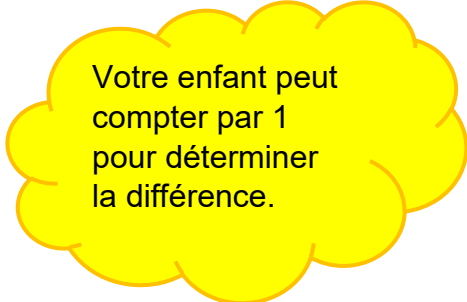 Votre enfant peut
compter par 1
pour déterminer
la différence.